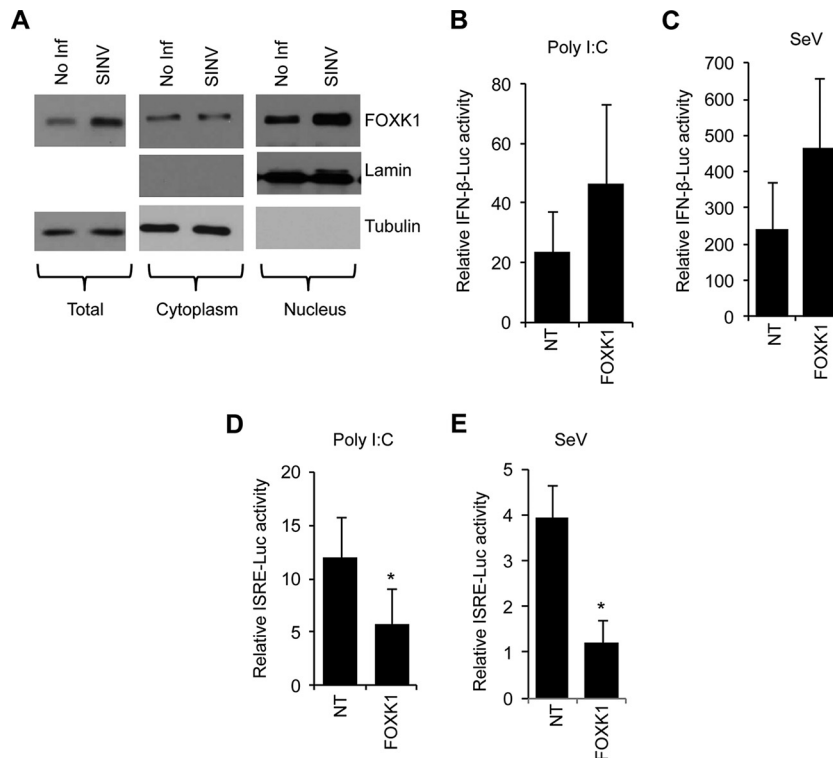 A
No Inf
SINV
No Inf
SINV
No Inf
SINV
FOXK1
Lamin
Tubulin
Total
Cytoplasm
Nucleus
B
Poly I:C
Relative IFN-β-Luc activity
80
60
40
20
0
NT
FOXK1
C
SeV
Relative IFN-β-Luc activity
700
600
500
400
300
200
100
0
NT
FOXK1
D
Poly I:C
Relative ISRE-Luc activity
20
15
10
5
0
*
NT
FOXK1
E
SeV
Relative ISRE-Luc activity
5
4
3
2
1
0
*
NT
FOXK1